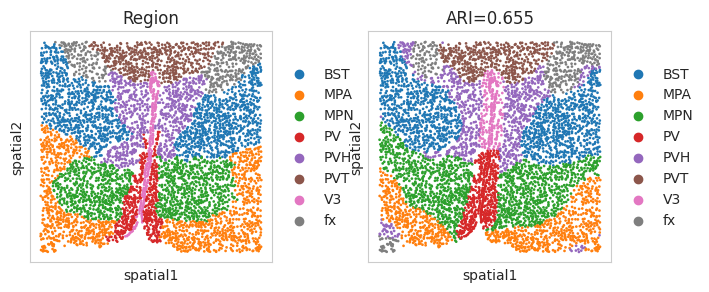 Region
spatial2
spatial1
BST
MPA
MPN
PV
PVH
PVT
V3
fx
ARI=0.655
spatial2
spatial1
BST
MPA
MPN
PV
PVH
PVT
V3
fx